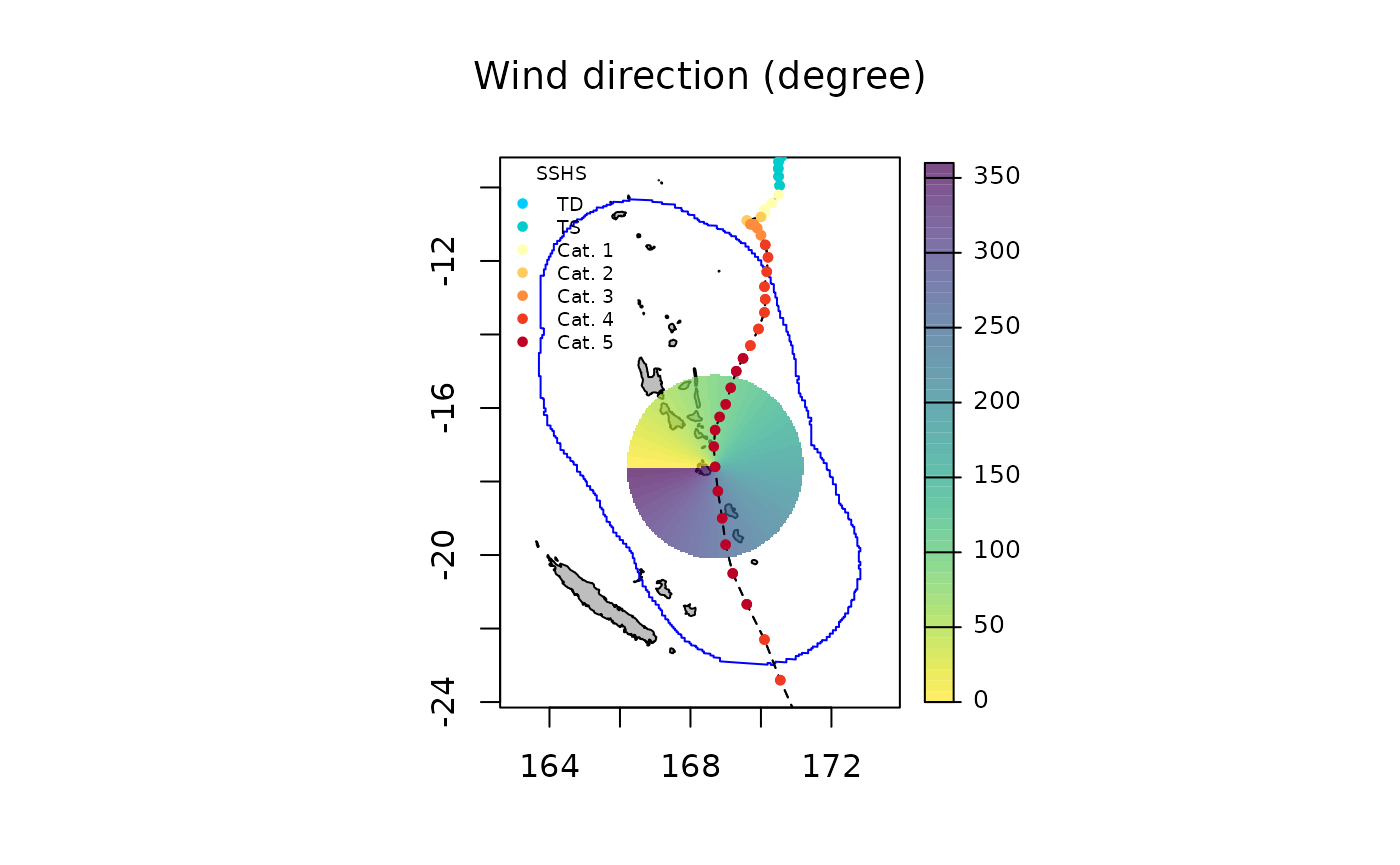 Wind direction (degree)
SSHS
TD
TS
Cat. 1
Cat. 2
Cat. 3
Cat. 4
Cat. 5
-12
-16
-20
-24
164 168 172
350
300
250
200
150
100
50
0